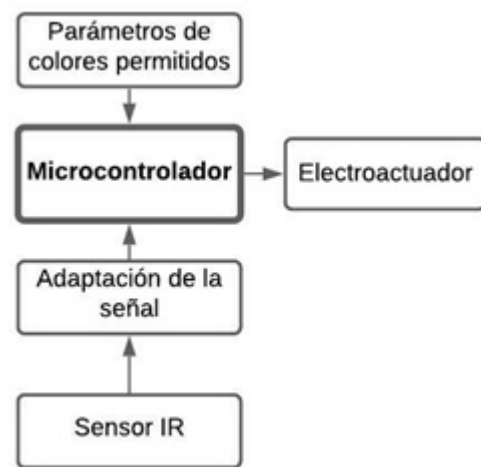 Parámetros de
colores permitidos
Microcontrolador
Electroactuador
Adaptación de la
señal
Sensor IR